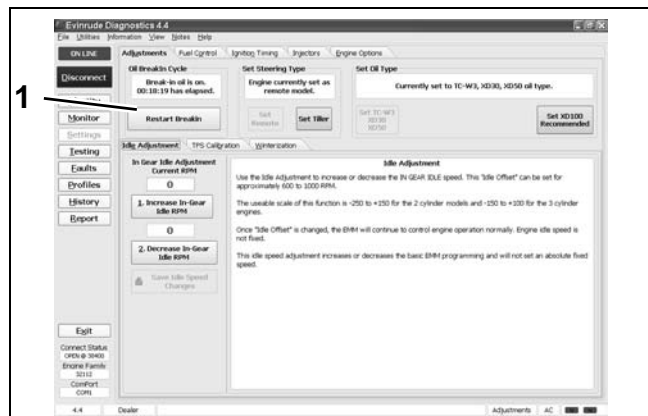 Evinrude Diagnostics 4.4
File Utilities Information View Notes Help
ON LINE
Disconnect
Monitor
Settings
Testing
Faults
Profiles
History
Report
Exit
Connect Status
OPEN @ 38400
Engine Family
32112
ComPort
COM1
Adjustments Fuel Control Ignition Timing Injectors Engine Options
Oil Breakin Cycle
Break-in oil is on.
00:18:19 has elapsed.
1
Restart Breakin
Set Steering Type
Engine currently set as
remote model.
Set
Remote
Set Tiller
Set Oil Type
Currently set to TC-W3, XD30, XD50 oil type.
Set TC-W3
XD30
XD50
Set XD100
Recommended
Idle Adjustment TPS Calibration Winterization
In Gear Idle Adjustment
Current RPM
0
1. Increase In-Gear
Idle RPM
0
2. Decrease In-Gear
Idle RPM
Save Idle Speed
Changes
Idle Adjustment
Use the Idle Adjustment to increase or decrease the IN GEAR IDLE speed. This "Idle Offset" can be set for
approximately 600 to 1000 RPM.
The useable scale of this function is -250 to +150 for the 2 cylinder models and -150 to +100 for the 3 cylinder
engines.
Once "Idle Offset" is changed, the EMM will continue to control engine operation normally. Engine idle speed is
not fixed.
This idle speed adjustment increases or decreases the basic EMM programming and will not set an absolute fixed
speed.
4.4
Dealer
Adjustments
AC